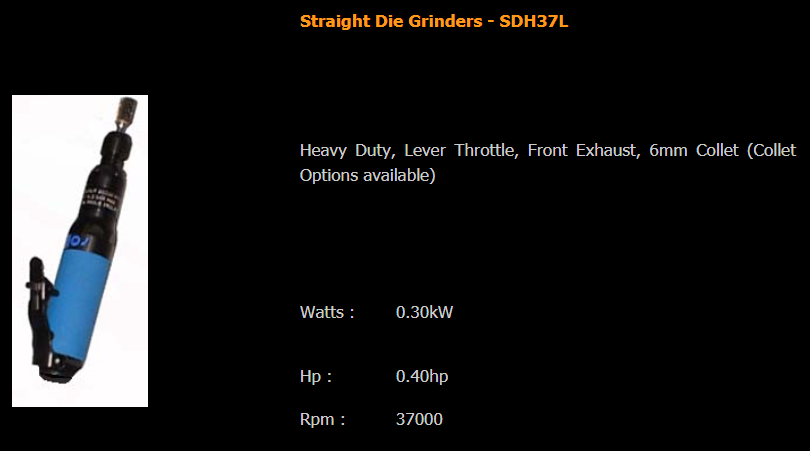 Straight Die Grinders - SDH37L
Heavy Duty, Lever Throttle, Front Exhaust, 6mm Collet (Collet
Options available)
Watts : 0.30kW
Hp : 0.40hp
Rpm : 37000